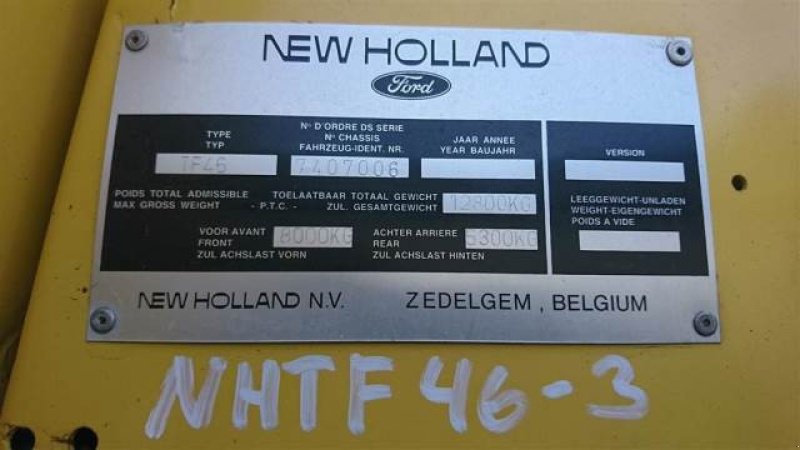 NEW HOLLAND
Ford
TYPE
TYP
TF46
N° D'ORDRE DS SERIE
N° CHASSIS
FAHRZEUG-IDENT. NR.
7407006
JAAR ANNEE
YEAR BAUJAHR
VERSION
POIDS TOTAL ADMISSIBLE TOELAATBAAR TOTAAL GEWICHT
MAX GROSS WEIGHT - P.T.C. - ZUL. GESAMTGEWICHT
12800KG
LEEGGEWICHT-UNLADEN
WEIGHT-EIGENGEWICHT
POIDS A VIDE
VOOR AVANT
FRONT
ZUL ACHSLAST VORN
8000KG
ACHTER ARRIERE
REAR
ZUL ACHSLAST HINTEN
5300KG
NEW HOLLAND N.V. ZEDELGEM, BELGIUM
NHTF46-3